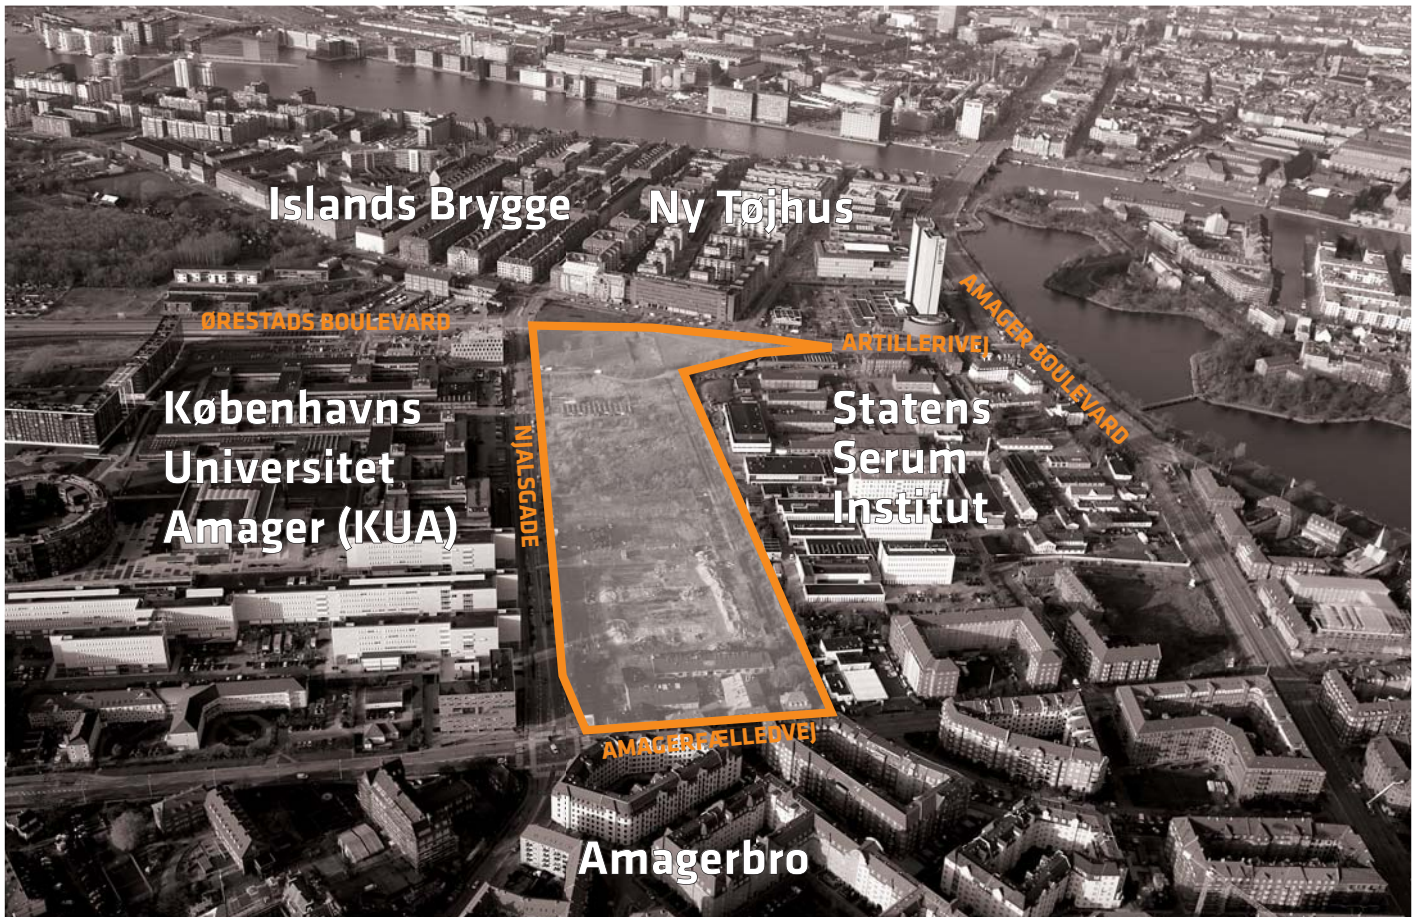 Islands Brygge
Ny Tøjhus
ØRESTADS BOULEVARD
AMAGER BOULEVARD
ARTILLERIVEJ
Københavns
Universitet
Amager (KUA)
NJALSGADE
Statens
Serum
Institut
AMAGERFÆLLEDVEJ
Amagerbro